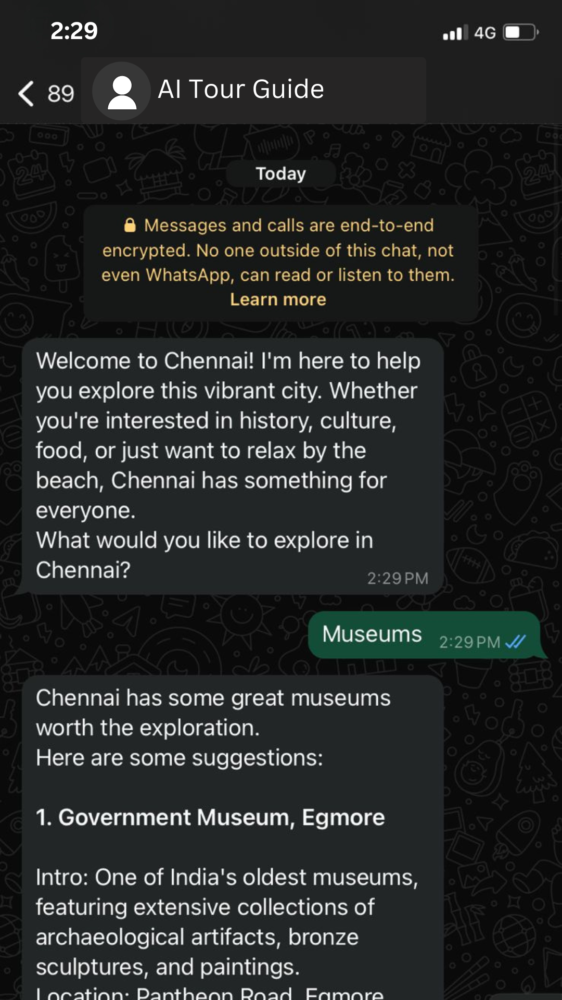 2:29
4G
89
AI Tour Guide
Today
Messages and calls are end-to-end
encrypted. No one outside of this chat, not
even WhatsApp, can read or listen to them.
Learn more
Welcome to Chennai! I'm here to help
you explore this vibrant city. Whether
you're interested in history, culture,
food, or just want to relax by the
beach, Chennai has something for
everyone.
What would you like to explore in
Chennai?
2:29 PM
Museums
2:29 PM
Chennai has some great museums
worth the exploration.
Here are some suggestions:
1. Government Museum, Egmore
Intro: One of India's oldest museums,
featuring extensive collections of
archaeological artifacts, bronze
sculptures, and paintings.
Location: Pantheon Road, Egmore